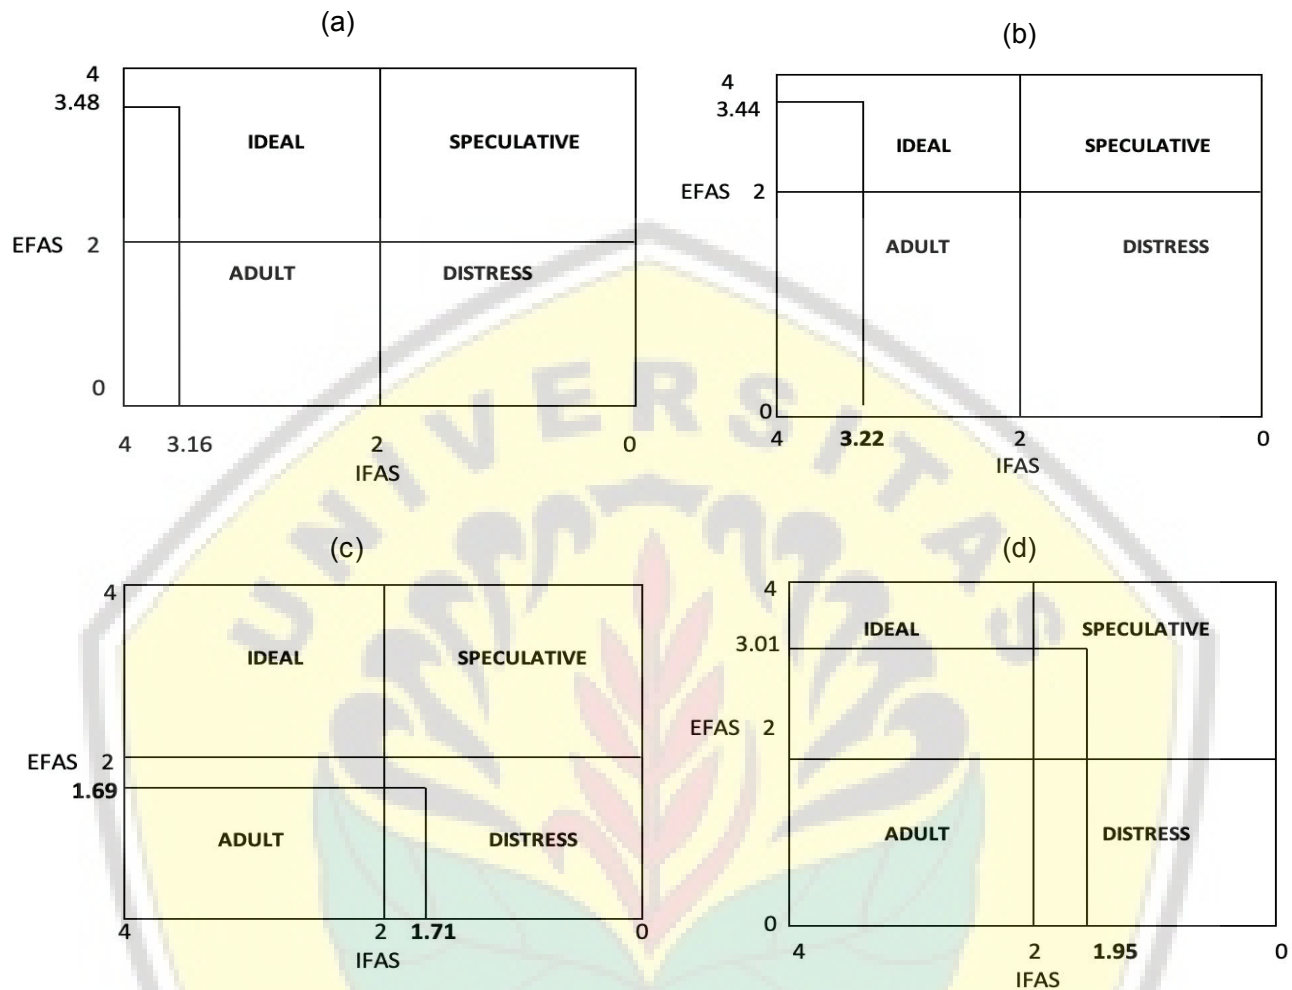 (a)
4
3.48
IDEAL SPECULATIVE
EFAS 2
ADULT DISTRESS
0
4 3.16 2 0
IFAS
(b)
4
3.44
IDEAL SPECULATIVE
EFAS 2
ADULT DISTRESS
0
4 3.22 2 0
IFAS
UNIVERSITAS
(c)
4
IDEAL SPECULATIVE
EFAS 2
1.69
ADULT DISTRESS
4 2 1.71 0
IFAS
(d)
4
IDEAL SPECULATIVE
3.01
EFAS 2
ADULT DISTRESS
0
4 2 1.95 0
IFAS